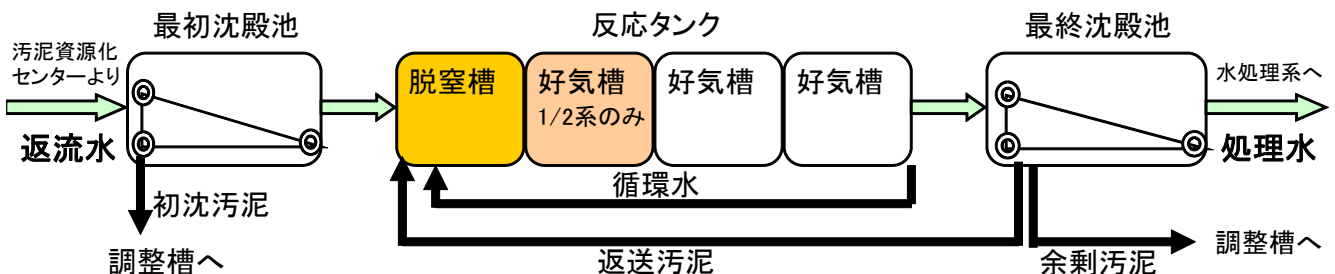 最初沈殿池
反応タンク
最終沈殿池
汚泥資源化
センターより
脱窒槽
好気槽
1/2系のみ
好気槽
好気槽
水処理系へ
返流水
処理水
循環水
初沈汚泥
調整槽へ
返送汚泥
余剰汚泥
調整槽へ